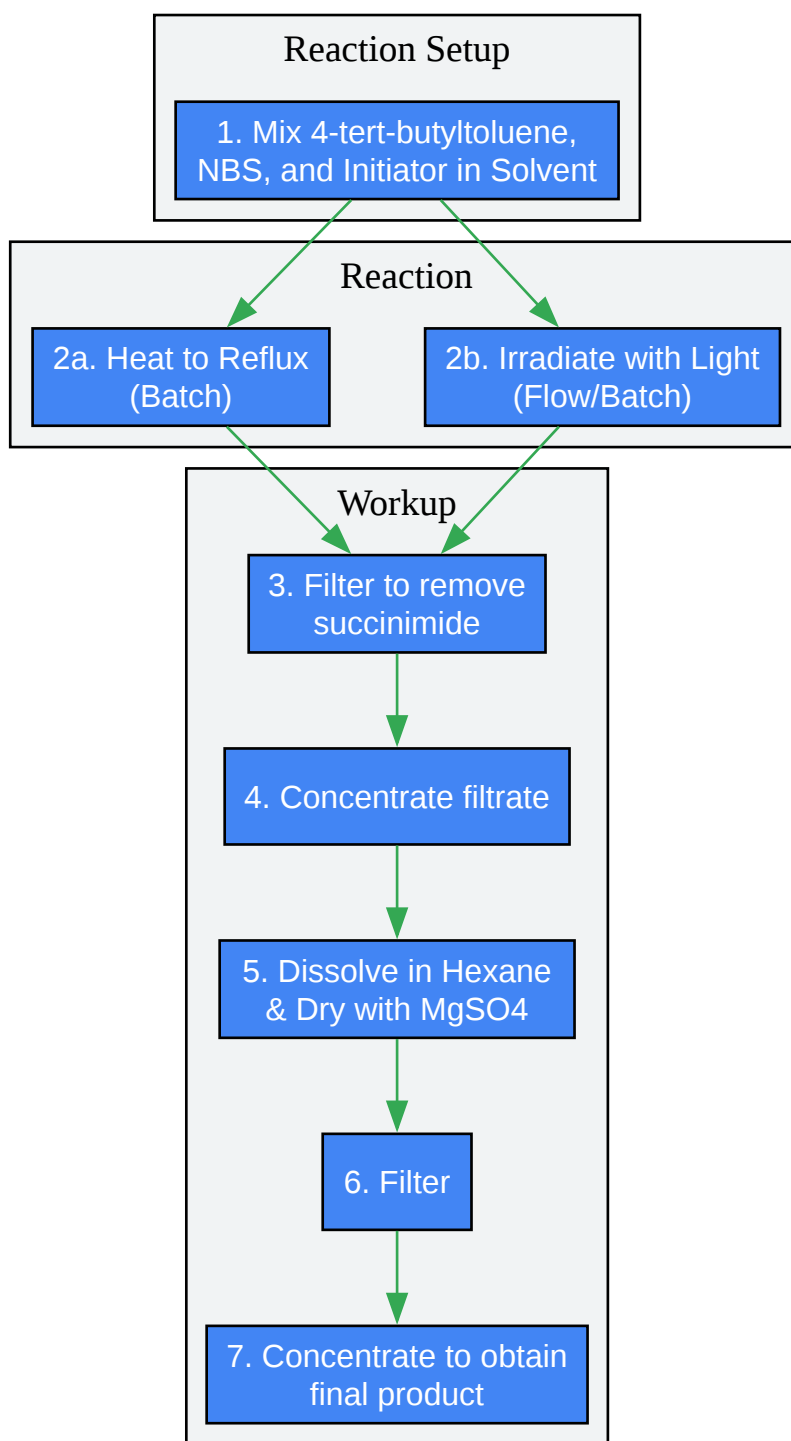 Reaction Setup
1. Mix 4-tert-butyltoluene,
NBS, and Initiator in Solvent
Reaction
2a. Heat to Reflux
(Batch)
2b. Irradiate with Light
(Flow/Batch)
Workup
3. Filter to remove
succinimide
4. Concentrate filtrate
5. Dissolve in Hexane
& Dry with MgSO4
6. Filter
7. Concentrate to obtain
final product